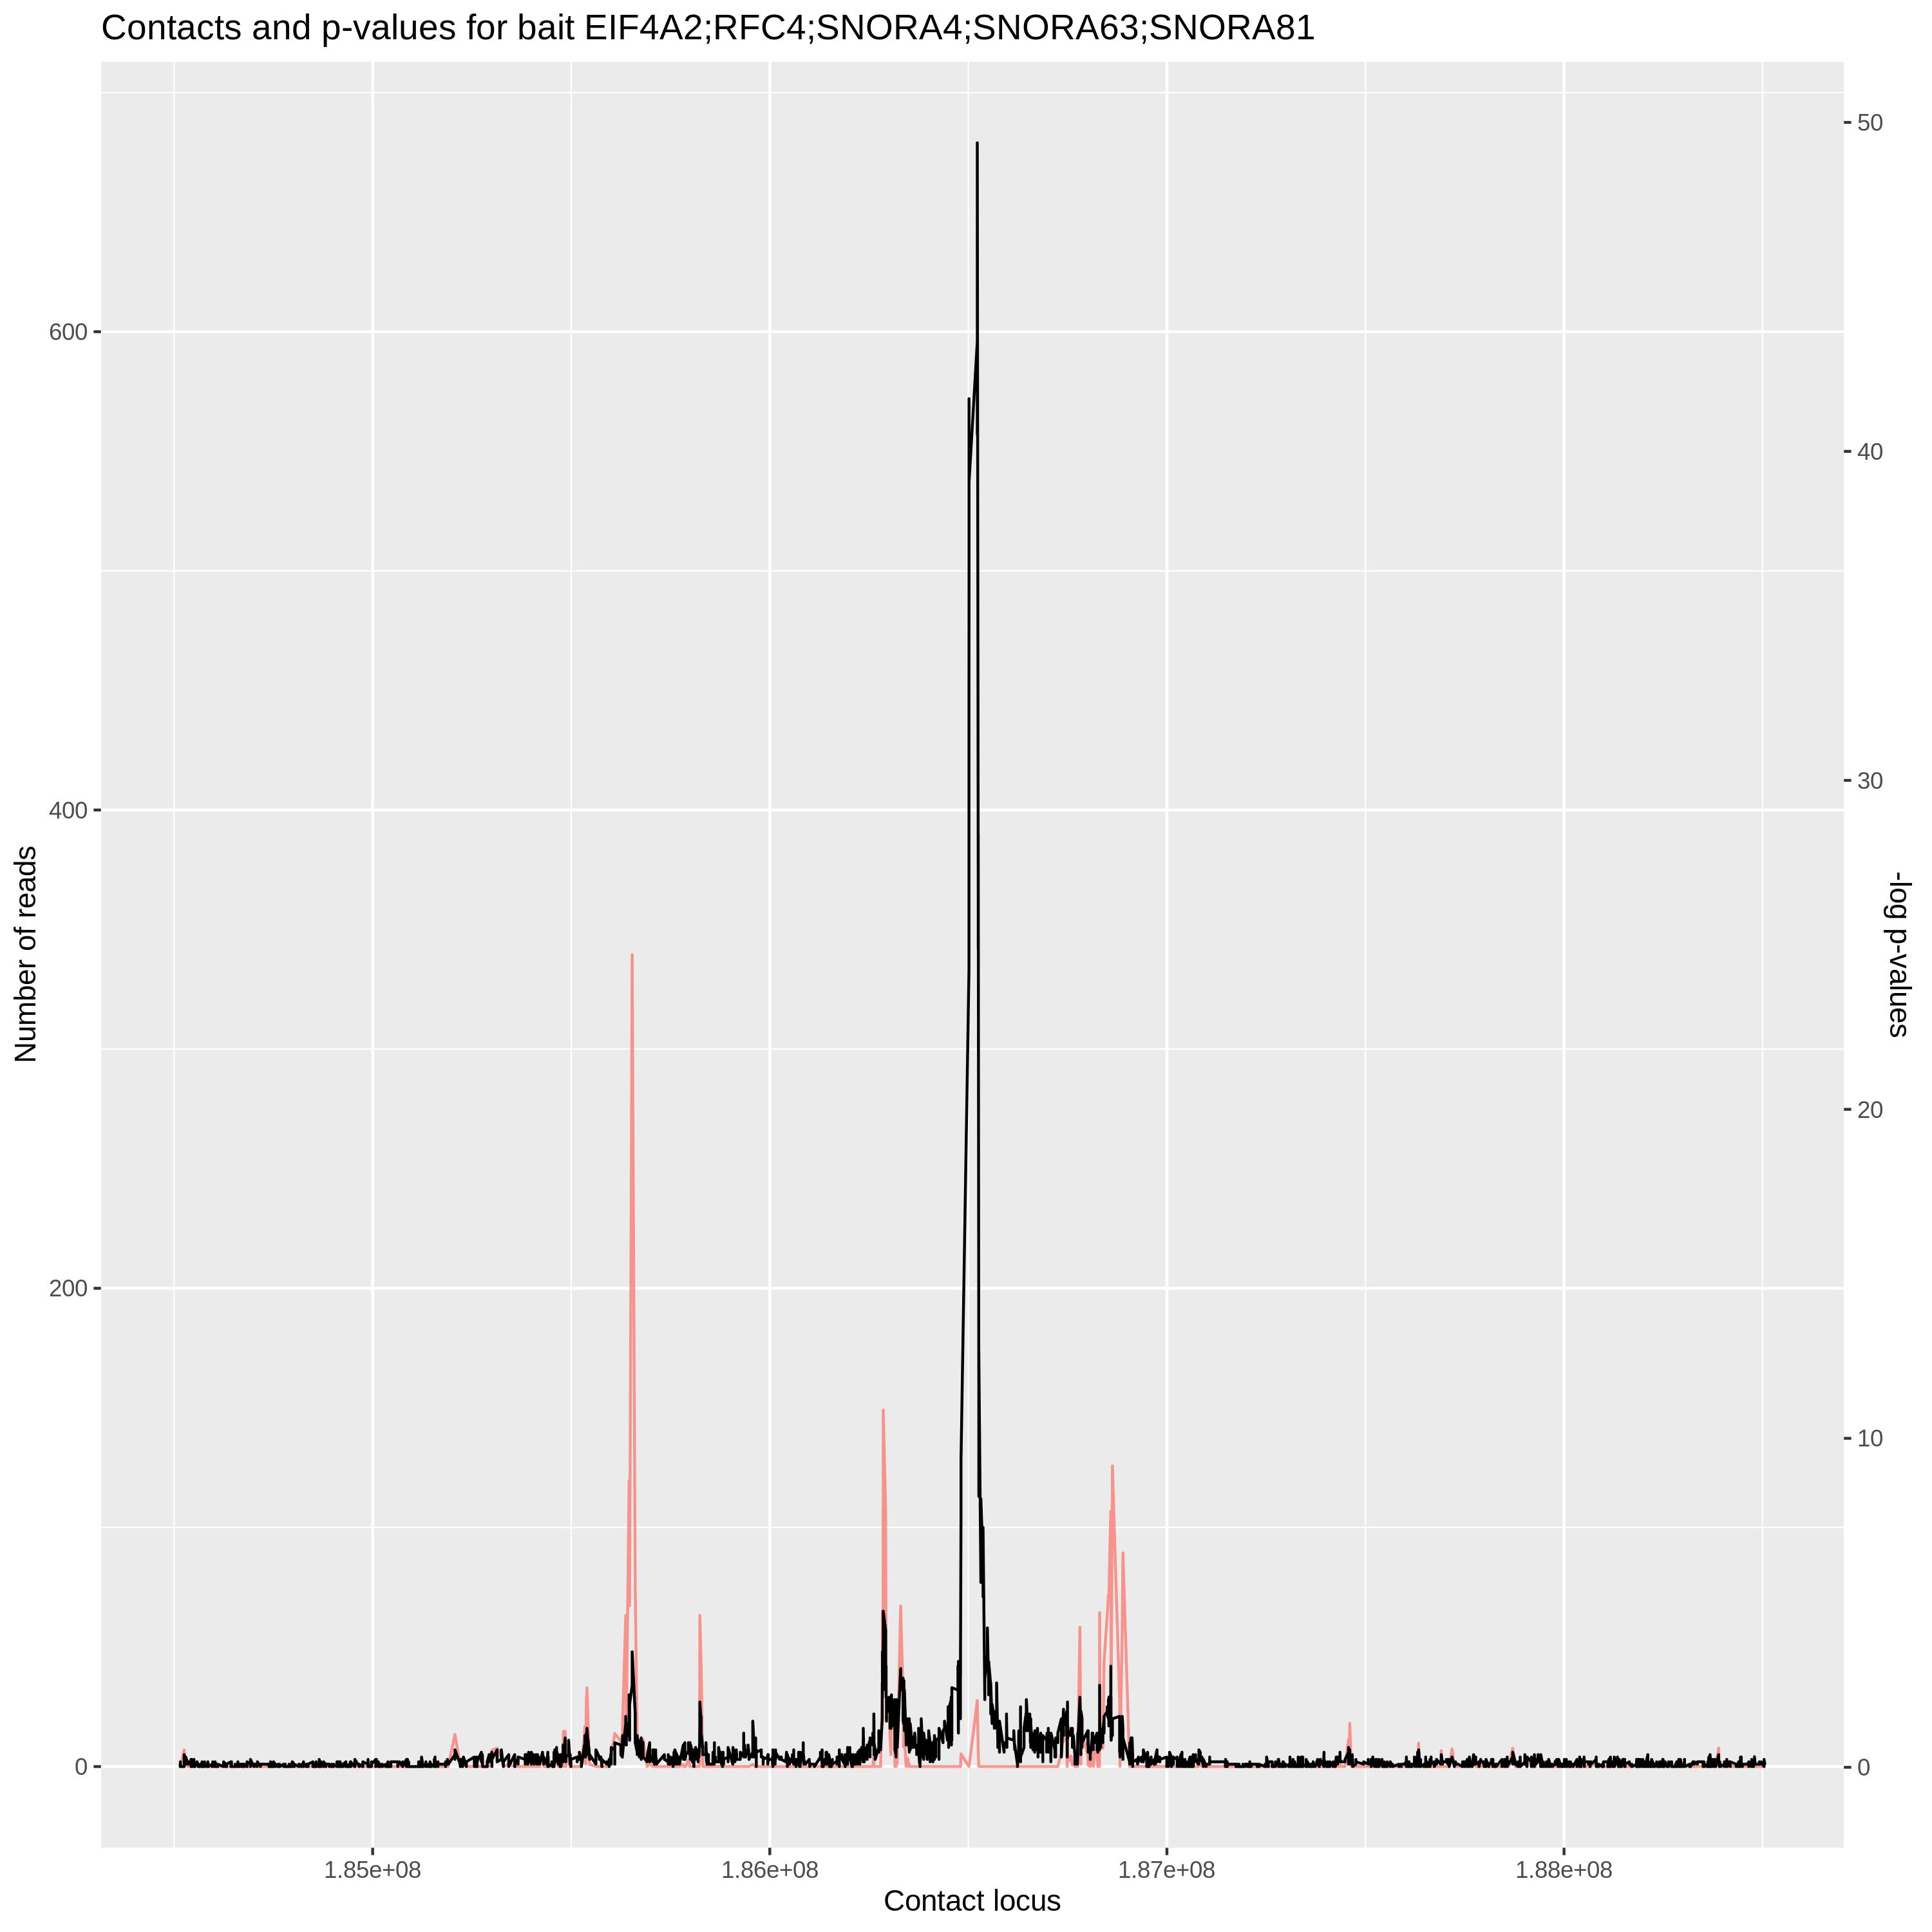 Contacts and p-values for bait EIF4A2;RFC4;SNORA4;SNORA63;SNORA81
Number of reads
600
400
200
0
50
40
30
20
10
0
-log p-values
1.85e+08
1.86e+08
1.87e+08
1.88e+08
Contact locus